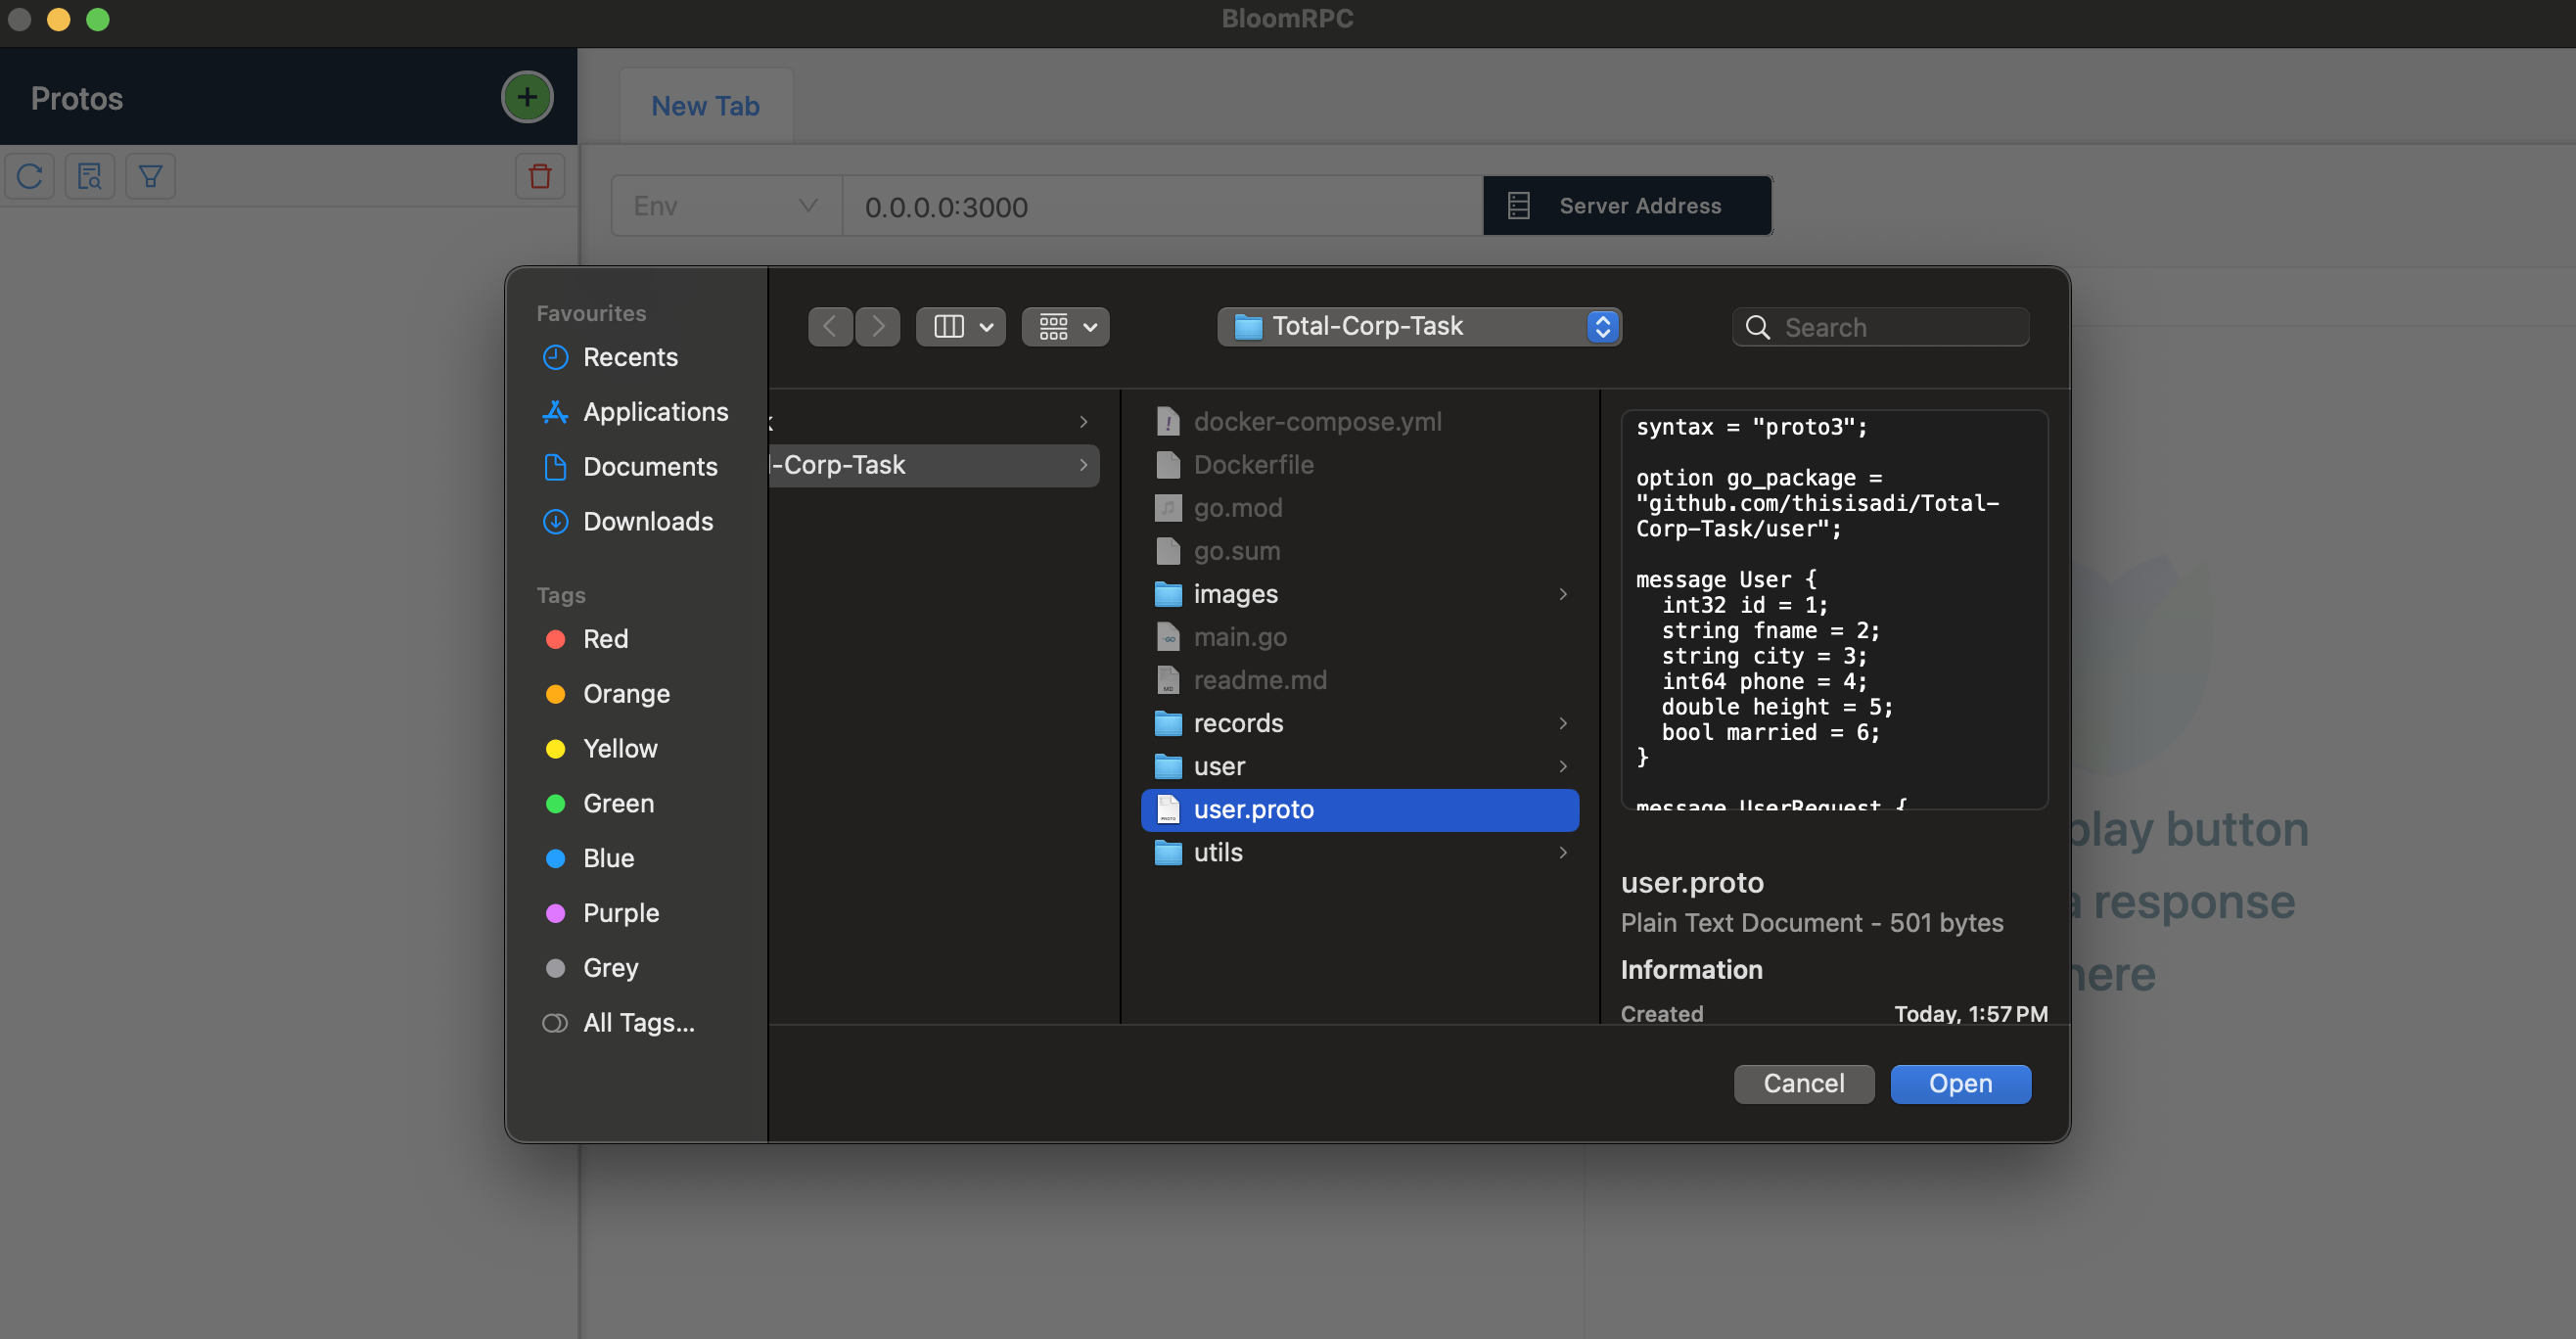 BloomRPC
Protos
New Tab
Env
0.0.0.0:3000
Server Address
Favourites
Recents
Applications
Documents
Downloads
Tags
Red
Orange
Yellow
Green
Blue
Purple
Grey
All Tags...
Total-Corp-Task
Search
-Corp-Task
docker-compose.yml
Dockerfile
go.mod
go.sum
images
main.go
readme.md
records
user
user.proto
utils
syntax = "proto3";
option go_package =
"github.com/thisisadi/Total-
Corp-Task/user";
message User {
int32 id = 1;
string fname = 2;
string city = 3;
int64 phone = 4;
double height = 5;
bool married = 6;
}
message UserRequest {
user.proto
Plain Text Document - 501 bytes
Information
Created
Today, 1:57 PM
Cancel
Open
play button
a response
here